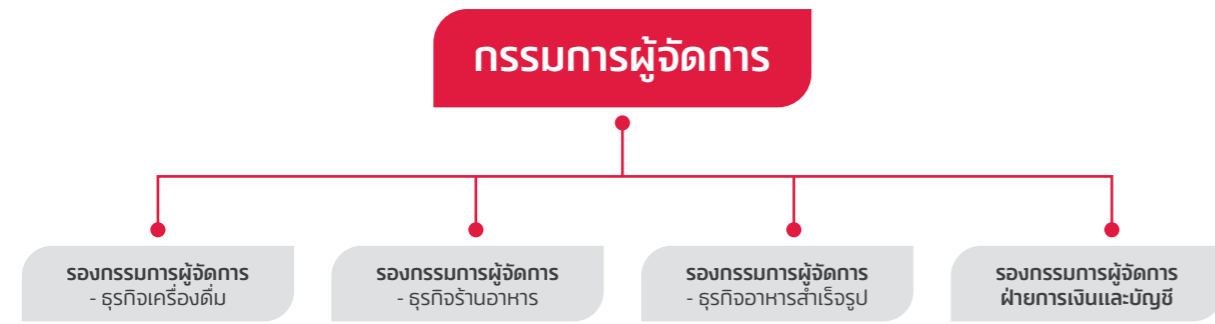 กรรมการผู้จัดการ
รองกรรมการผู้จัดการ
- ธุรกิจเครื่องดื่ม
รองกรรมการผู้จัดการ
- ธุรกิจร้านอาหาร
รองกรรมการผู้จัดการ
- ธุรกิจอาหารสำเร็จรูป
รองกรรมการผู้จัดการ
ฝ่ายการเงินและบัญชี